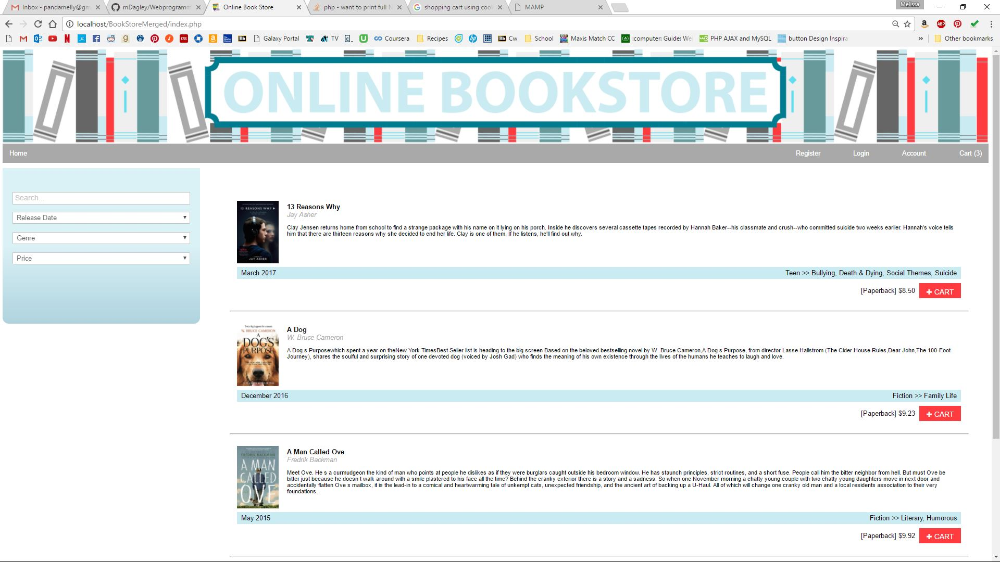 Melissa
Inbox - pandamelly@gm
mDagley/Webprogramm
Online Book Store
php - want to print full N
shopping cart using cook
MAMP
localhost/BookStoreMerged/index.php
Galaxy Portal
TV
Coursera
Recipes
Cw
School
Maxis Match CC
:computer: Guide: We
PHP AJAX and MySQL
button Design Inspira
»
Other bookmarks
ONLINE BOOKSTORE
Home
Register
Login
Account
Cart (3)
Search...
Release Date
Genre
Price
13 REASONS WHY
JAY ASHER
13 Reasons Why
Jay Asher
Clay Jensen returns home from school to find a strange package with his name on it lying on his porch. Inside he discovers several cassette tapes recorded by Hannah Baker--his classmate and crush--who committed suicide two weeks earlier. Hannah's voice tells
him that there are thirteen reasons why she decided to end her life. Clay is one of them. If he listens, he'll find out why.
March 2017
Teen >> Bullying, Death & Dying, Social Themes, Suicide
[Paperback] $8.50
CART
W. BRUCE CAMERON
A
DOG'S
PURPOSE
A Dog
W. Bruce Cameron
A Dog s Purposewhich spent a year on theNew York TimesBest Seller list is heading to the big screen Based on the beloved bestselling novel by W. Bruce Cameron,A Dog s Purpose, from director Lasse Hallstrom (The Cider House Rules,Dear John,The 100-Foot
Journey), shares the soulful and surprising story of one devoted dog (voiced by Josh Gad) who finds the meaning of his own existence through the lives of the humans he teaches to laugh and love.
December 2016
Fiction >> Family Life
[Paperback] $9.23
CART
FREDRIK BACKMAN
A MAN
CALLED
OVE
A Man Called Ove
Fredrik Backman
Meet Ove. He s a curmudgeon the kind of man who points at people he dislikes as if they were burglars caught outside his bedroom window. He has staunch principles, strict routines, and a short fuse. People call him the bitter neighbor from hell. But must Ove be
bitter just because he doesn t walk around with a smile plastered to his face all the time? Behind the cranky exterior there is a story and a sadness. So when one November morning a chatty young couple with two chatty young daughters move in next door and
accidentally flatten Ove s mailbox, it is the lead-in to a comical and heartwarming tale of unkempt cats, unexpected friendship, and the ancient art of backing up a U-Haul. All of which will change one cranky old man and a local residents association to their very
foundations.
May 2015
Fiction >> Literary, Humorous
[Paperback] $9.92
CART